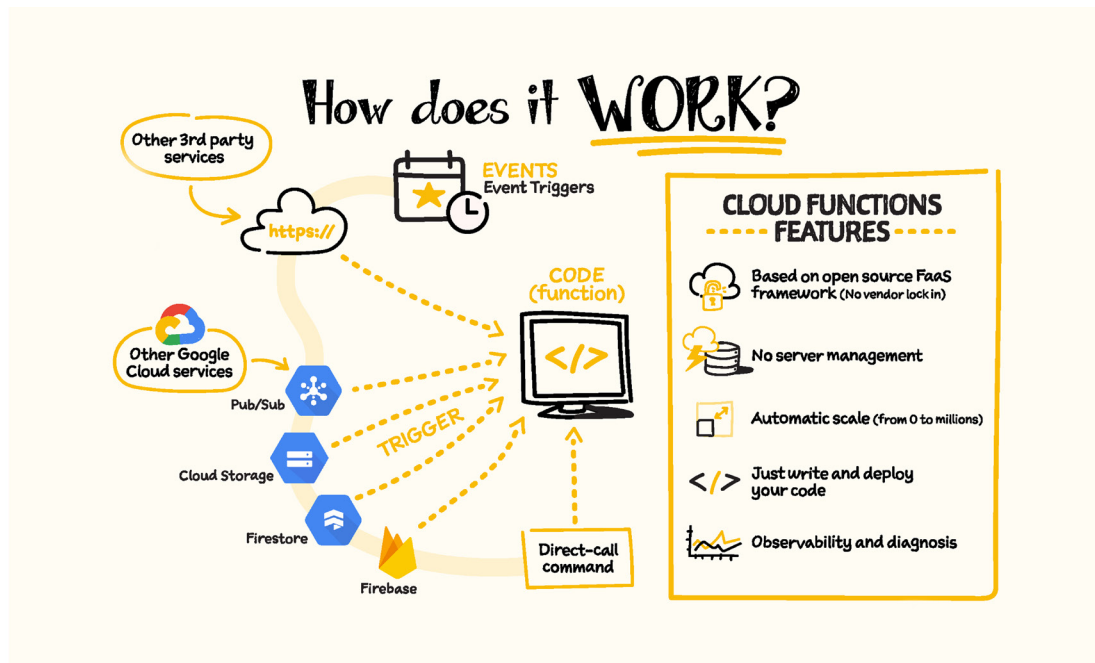 How does it WORK?
Other 3rd party
services
EVENTS
Event Triggers
https://
CODE
(function)
</>
Other Google
Cloud services
Pub/Sub
TRIGGER
Cloud Storage
Firestore
Firebase
Direct-call
command
CLOUD FUNCTIONS
FEATURES
Based on open source FaaS
framework (No vendor lock in)
No server management
Automatic scale (from 0 to millions)
</>
Just write and deploy
your code
Observability and diagnosis